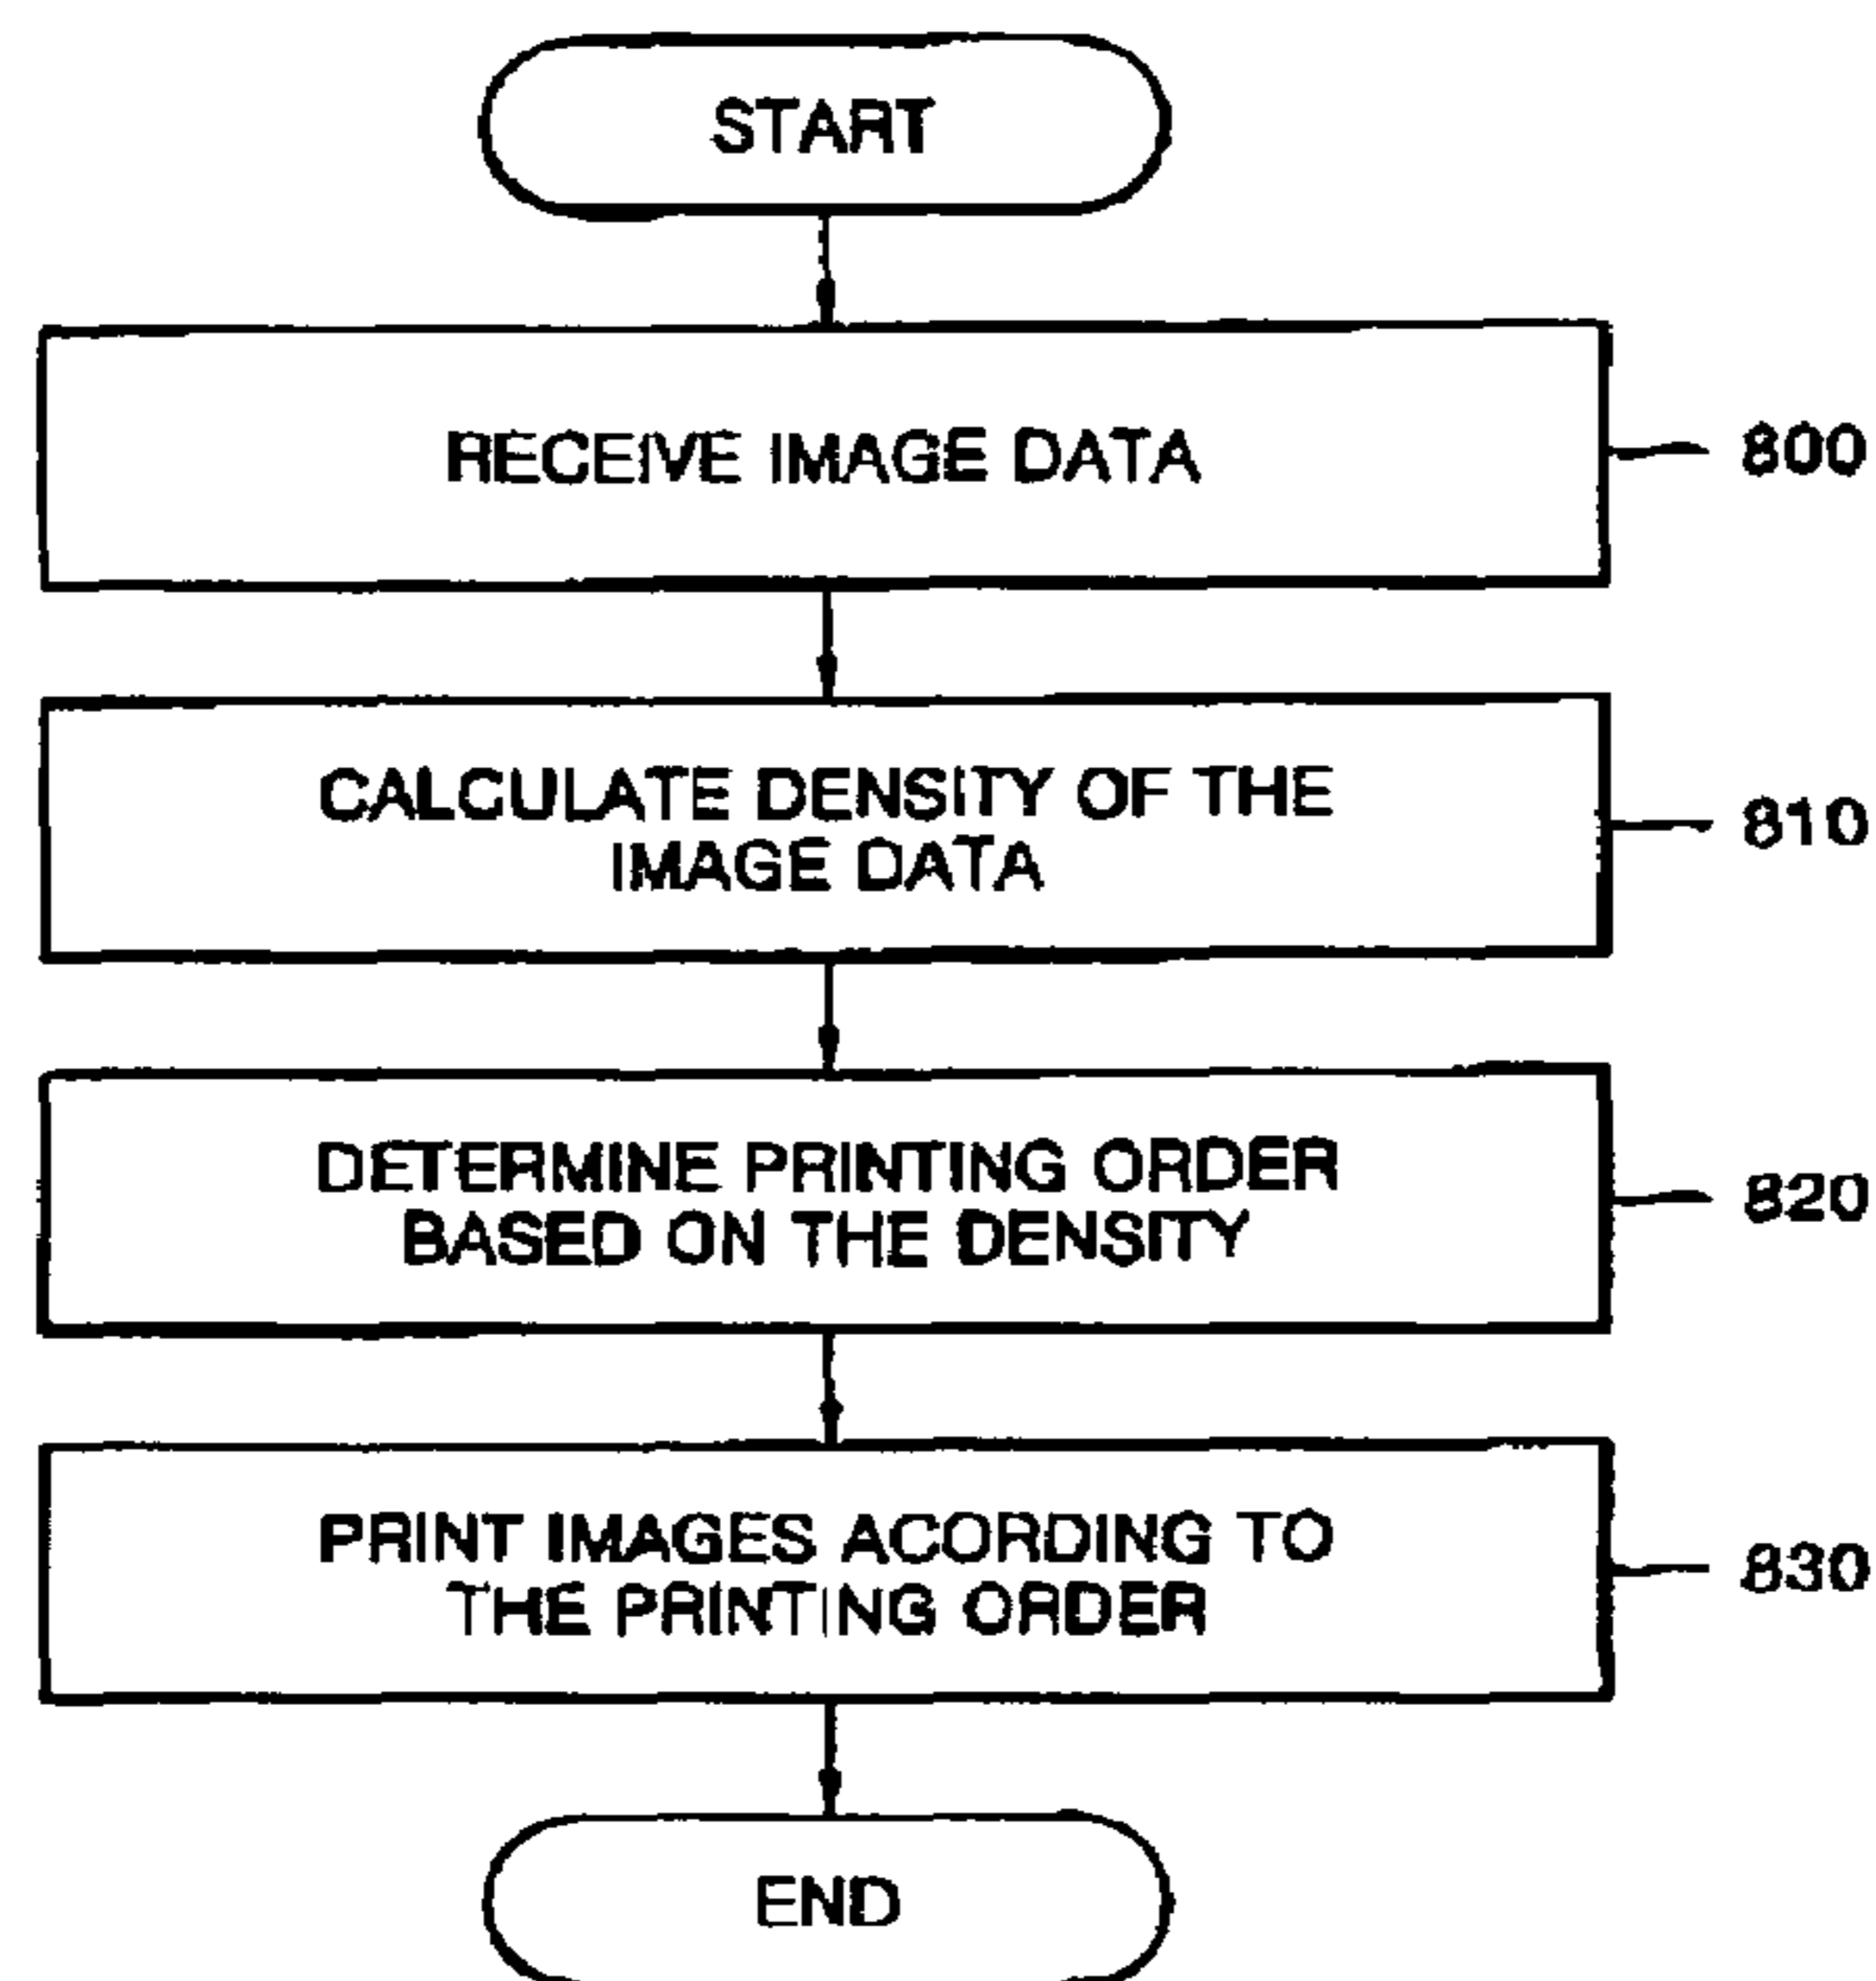 START
RECEIVE IMAGE DATA
800
CALCULATE DENSITY OF THE
IMAGE DATA
810
DETERMINE PRINTING ORDER
BASED ON THE DENSITY
820
PRINT IMAGES ACORDING TO
THE PRINTING ORDER
830
END